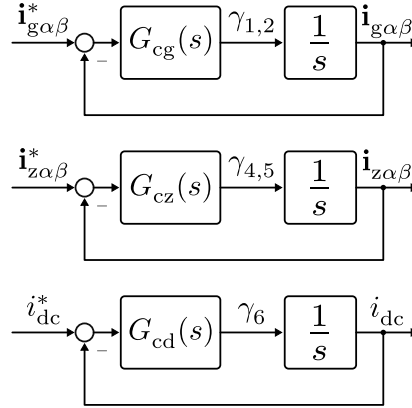 i*gαβ − Gcg(s) γ1,2 1/s igαβ
i*zαβ − Gcz(s) γ4,5 1/s izαβ
i*dc − Gcd(s) γ6 1/s idc